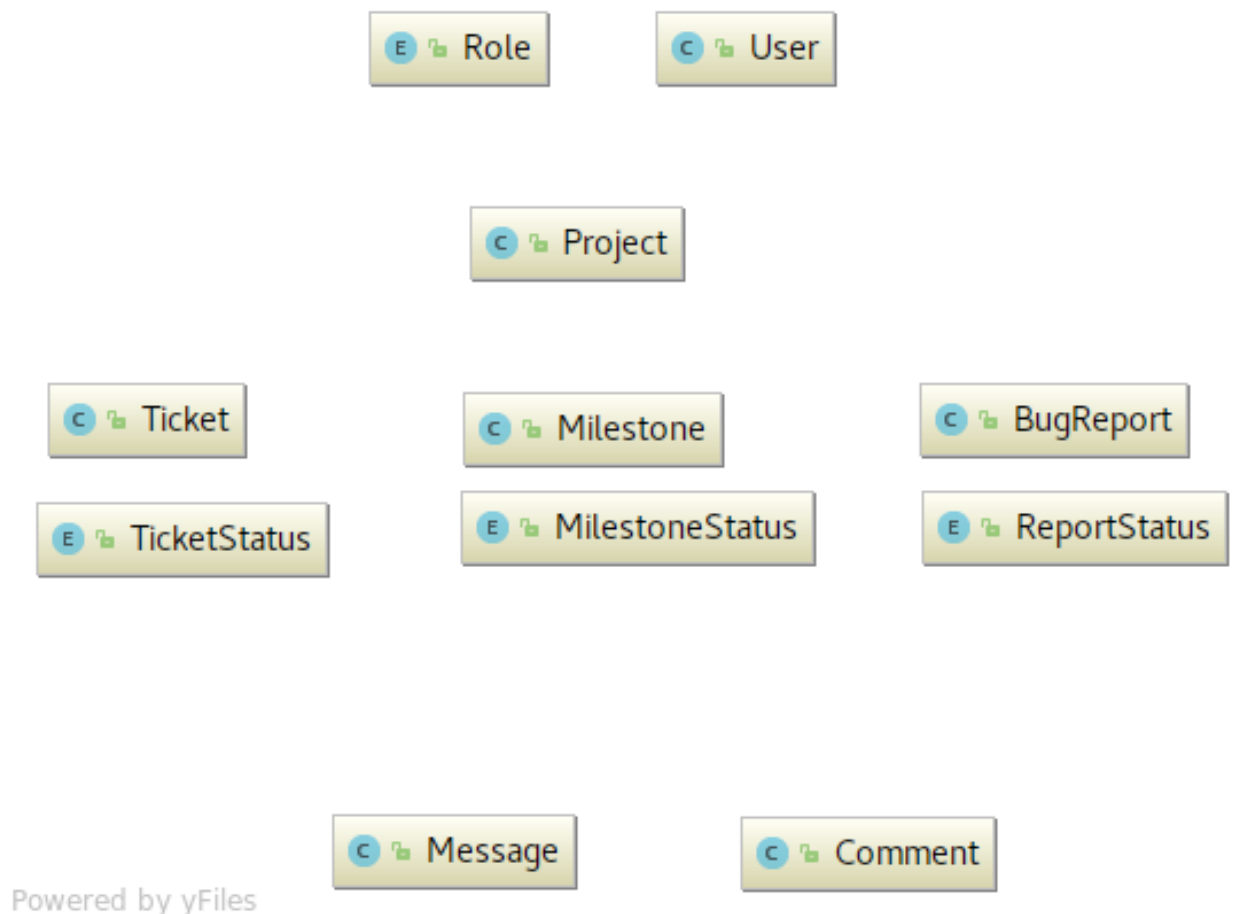 E Role
C User
C Project
C Ticket
C Milestone
C BugReport
E TicketStatus
E MilestoneStatus
E ReportStatus
C Message
C Comment
Powered by yFiles